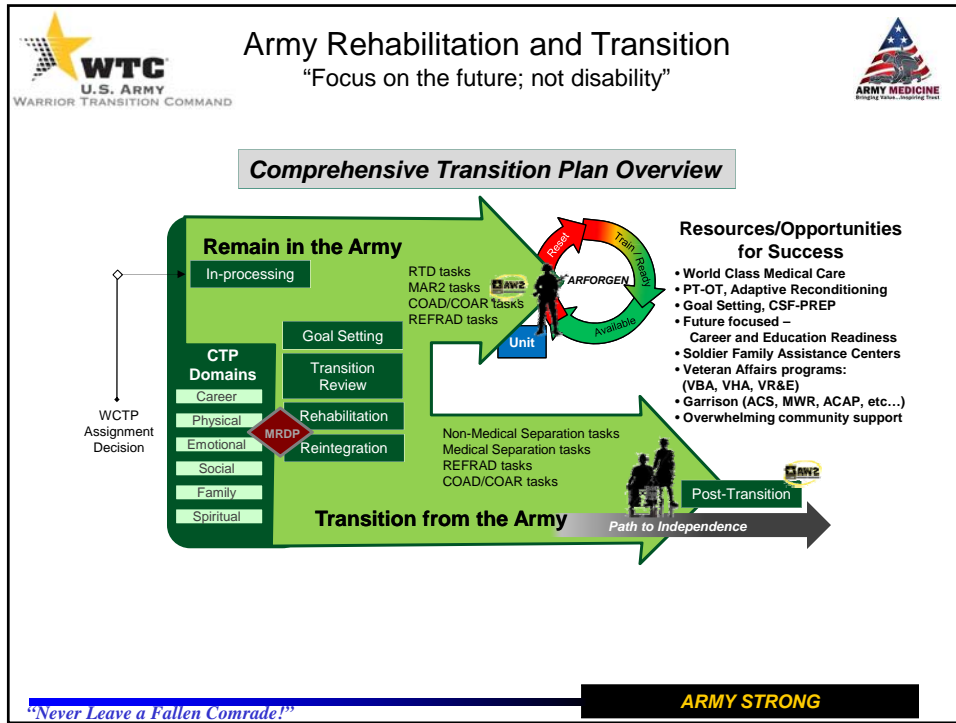 WTC
U.S. ARMY
WARRIOR TRANSITION COMMAND
Army Rehabilitation and Transition
“Focus on the future; not disability”
ARMY MEDICINE
Bringing Value...Inspiring Trust
Comprehensive Transition Plan Overview
Remain in the Army
In-processing
Goal Setting
Transition
Review
Rehabilitation
Reintegration
CTP
Domains
Career
Physical
Emotional
Social
Family
Spiritual
MRDP
WCTP
Assignment
Decision
RTD tasks
MAR2 tasks
COAD/COAR tasks
REFRAD tasks
AW2
Unit
Reset
Train / Ready
Available
ARFORGEN
Non-Medical Separation tasks
Medical Separation tasks
REFRAD tasks
COAD/COAR tasks
AW2
Post-Transition
Transition from the Army
Path to Independence
Resources/Opportunities
for Success
• World Class Medical Care
• PT-OT, Adaptive Reconditioning
• Goal Setting, CSF-PREP
• Future focused –
Career and Education Readiness
• Soldier Family Assistance Centers
• Veteran Affairs programs:
(VBA, VHA, VR&E)
• Garrison (ACS, MWR, ACAP, etc…)
• Overwhelming community support
“Never Leave a Fallen Comrade!”
ARMY STRONG